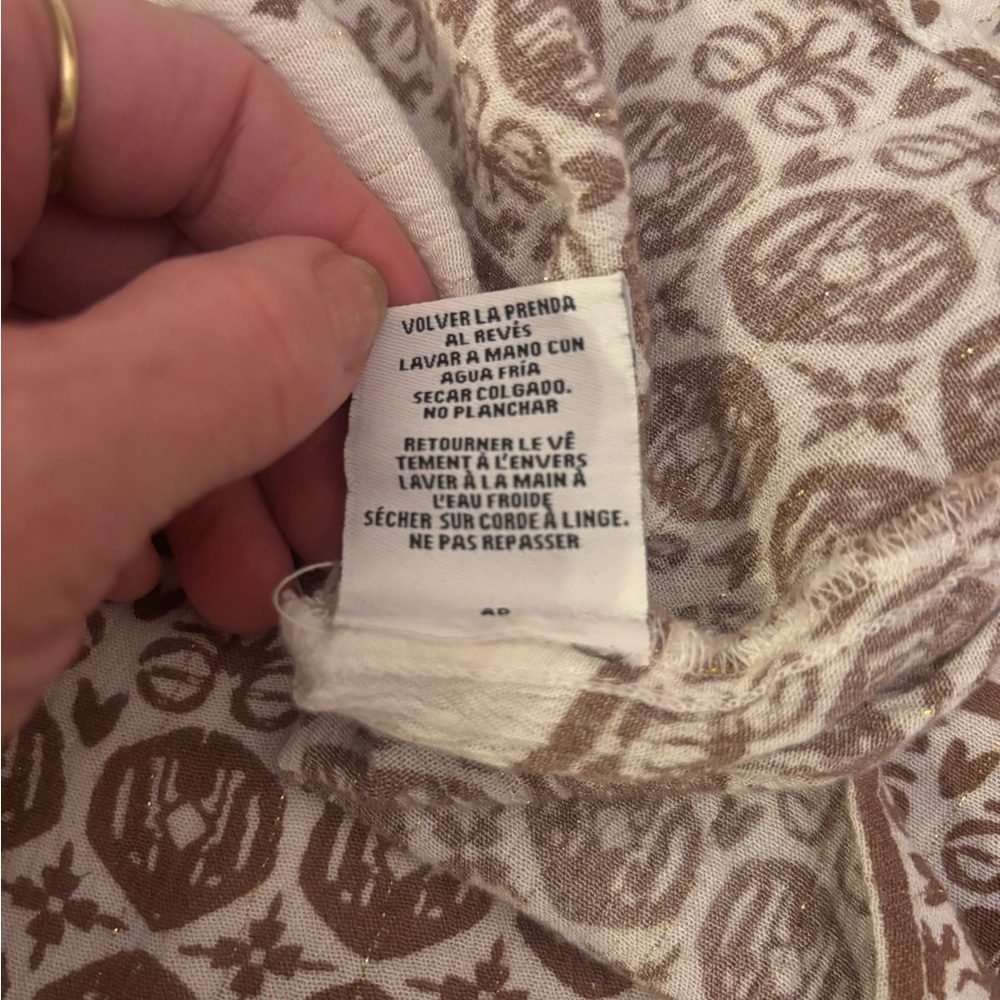 VOLVER LA PRENDA
AL REVÉS
LAVAR A MANO CON
AGUA FRÍA
SECAR COLGADO.
NO PLANCHAR
RETOURNER LE VÊ
TEMENT À L'ENVERS
LAVER À LA MAIN À
L'EAU FROIDE
SÉCHER SUR CORDE À LINGE.
NE PAS REPASSER